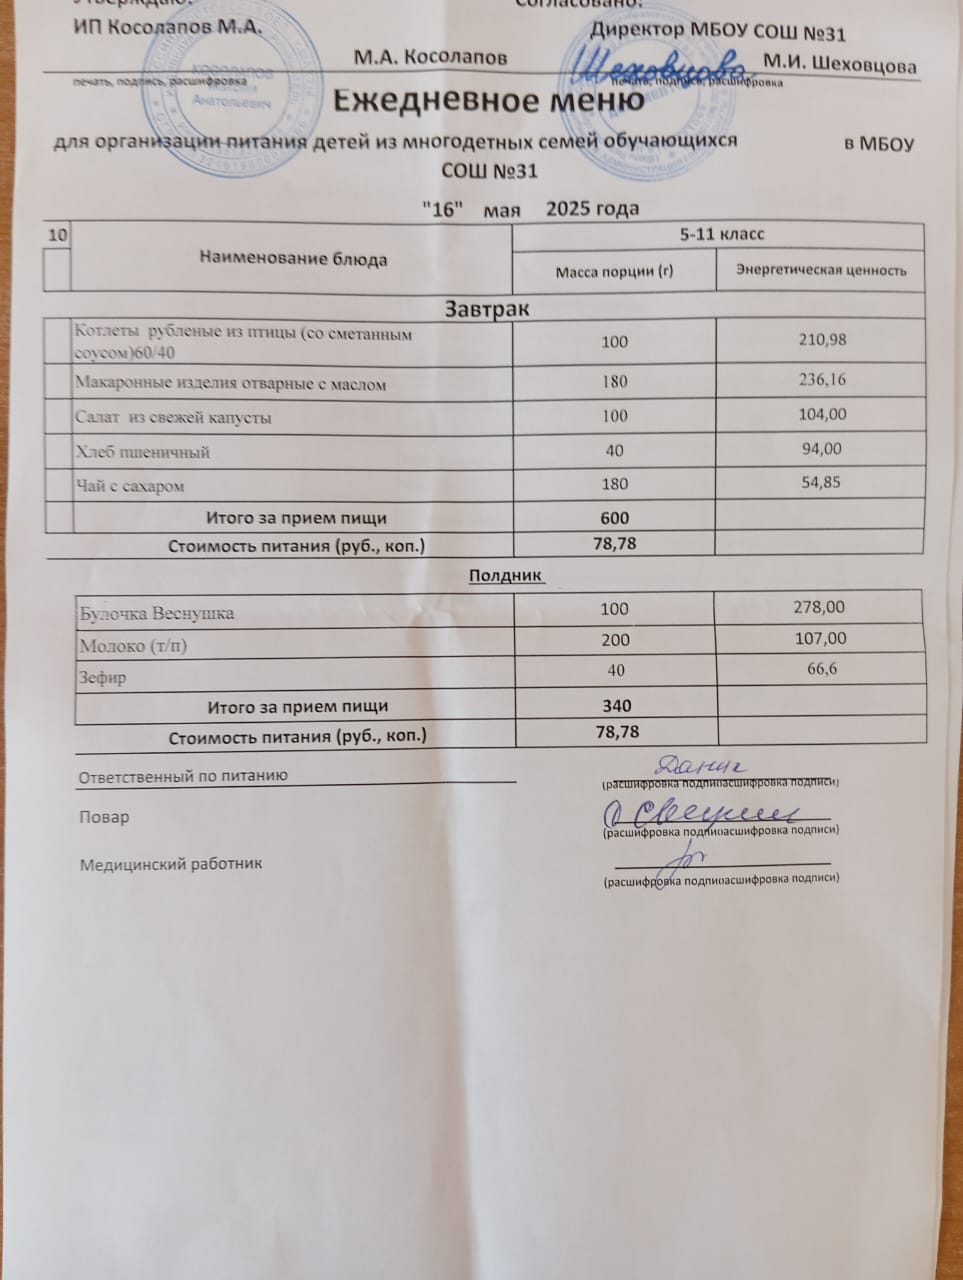 Утверждаю:
Согласовано:
ИП Косолапов М.А.
Директор МБОУ СОШ №31
М.А. Косолапов
Шеховцова
М.И. Шеховцова
печать, подпись, расшифровка
печать, подпись, расшифровка
Анатольевич
Ежедневное меню
для организации питания детей из многодетных семей обучающихся в МБОУ
СОШ №31
"16" мая 2025 года
10
Наименование блюда
5-11 класс
Масса порции (г)
Энергетическая ценность
Завтрак
Котлеты рубленые из птицы (со сметанным
соусом)60/40
100
210,98
Макаронные изделия отварные с маслом 180 236,16
Салат из свежей капусты 100 104,00
Хлеб пшеничный 40 94,00
Чай с сахаром 180 54,85
Итого за прием пищи 600
Стоимость питания (руб., коп.) 78,78
Полдник
Булочка Веснушка 100 278,00
Молоко (т/п) 200 107,00
Зефир 40 66,6
Итого за прием пищи 340
Стоимость питания (руб., коп.) 78,78
Ответственный по питанию
(расшифровка подписи)
Повар
(расшифровка подписи)
Медицинский работник
(расшифровка подписи)